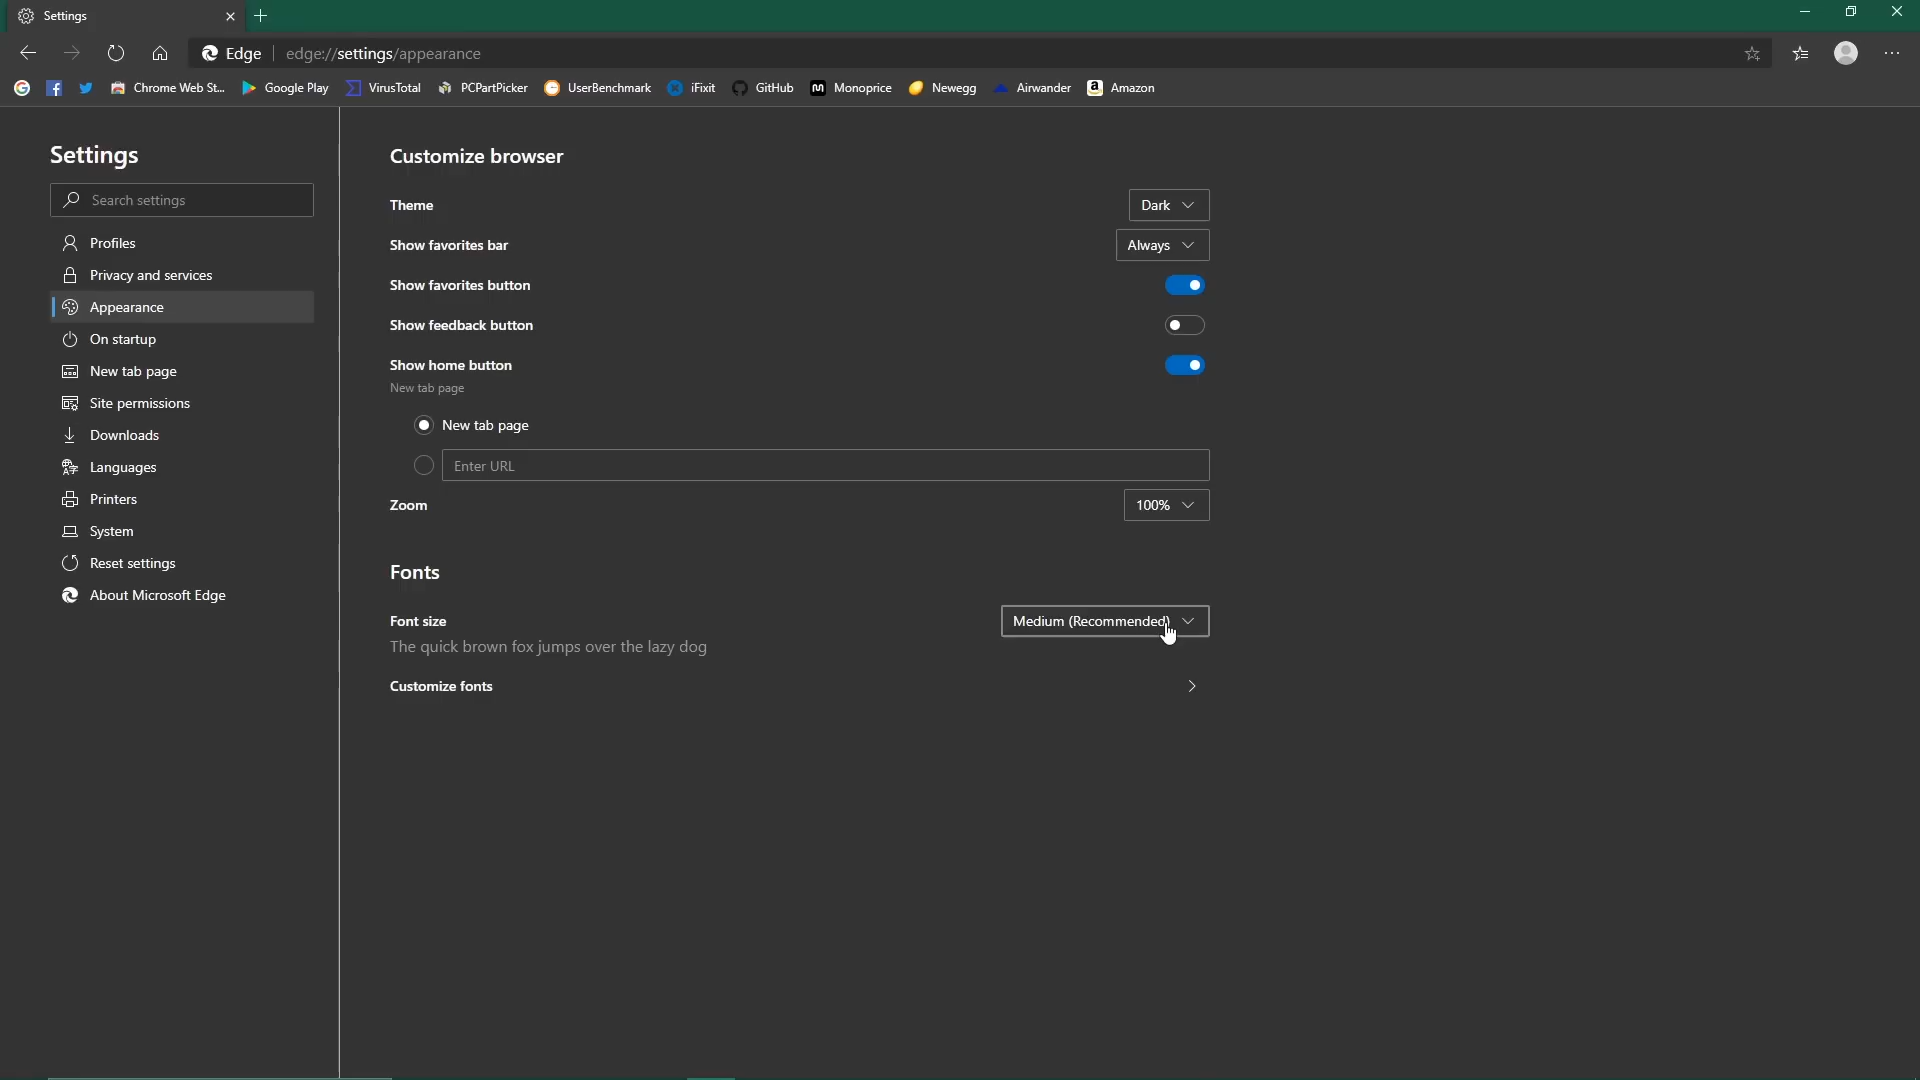 Settings
Edge edge://settings/appearance
Chrome Web St... Google Play VirusTotal PCPartPicker UserBenchmark iFixit GitHub Monoprice Newegg Airwander Amazon
Settings
Search settings
Profiles
Privacy and services
Appearance
On startup
New tab page
Site permissions
Downloads
Languages
Printers
System
Reset settings
About Microsoft Edge
Customize browser
Theme Dark
Show favorites bar Always
Show favorites button
Show feedback button
Show home button
New tab page
New tab page
Enter URL
Zoom 100%
Fonts
Font size Medium (Recommended)
The quick brown fox jumps over the lazy dog
Customize fonts